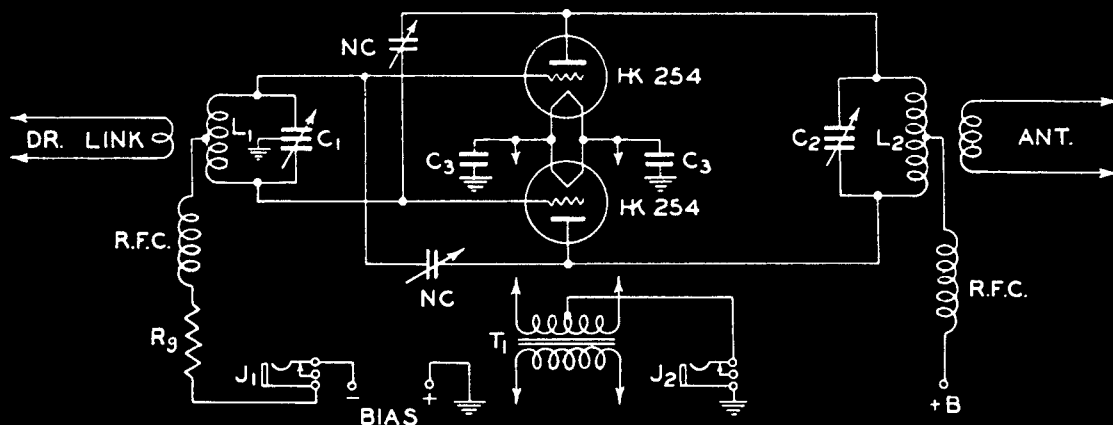 NC
HK 254
DR. LINK
L1
C1
C3
C3
C2
L2
ANT.
HK 254
R.F.C.
NC
R.F.C.
Rg
T1
J1
-
+
J2
BIAS
+B